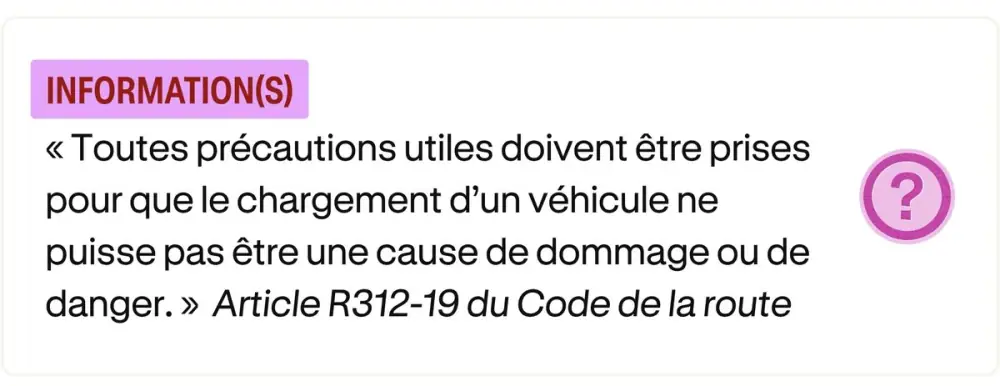 INFORMATION(S)
« Toutes précautions utiles doivent être prises
pour que le chargement d’un véhicule ne
puisse pas être une cause de dommage ou de
danger. » Article R312-19 du Code de la route
?